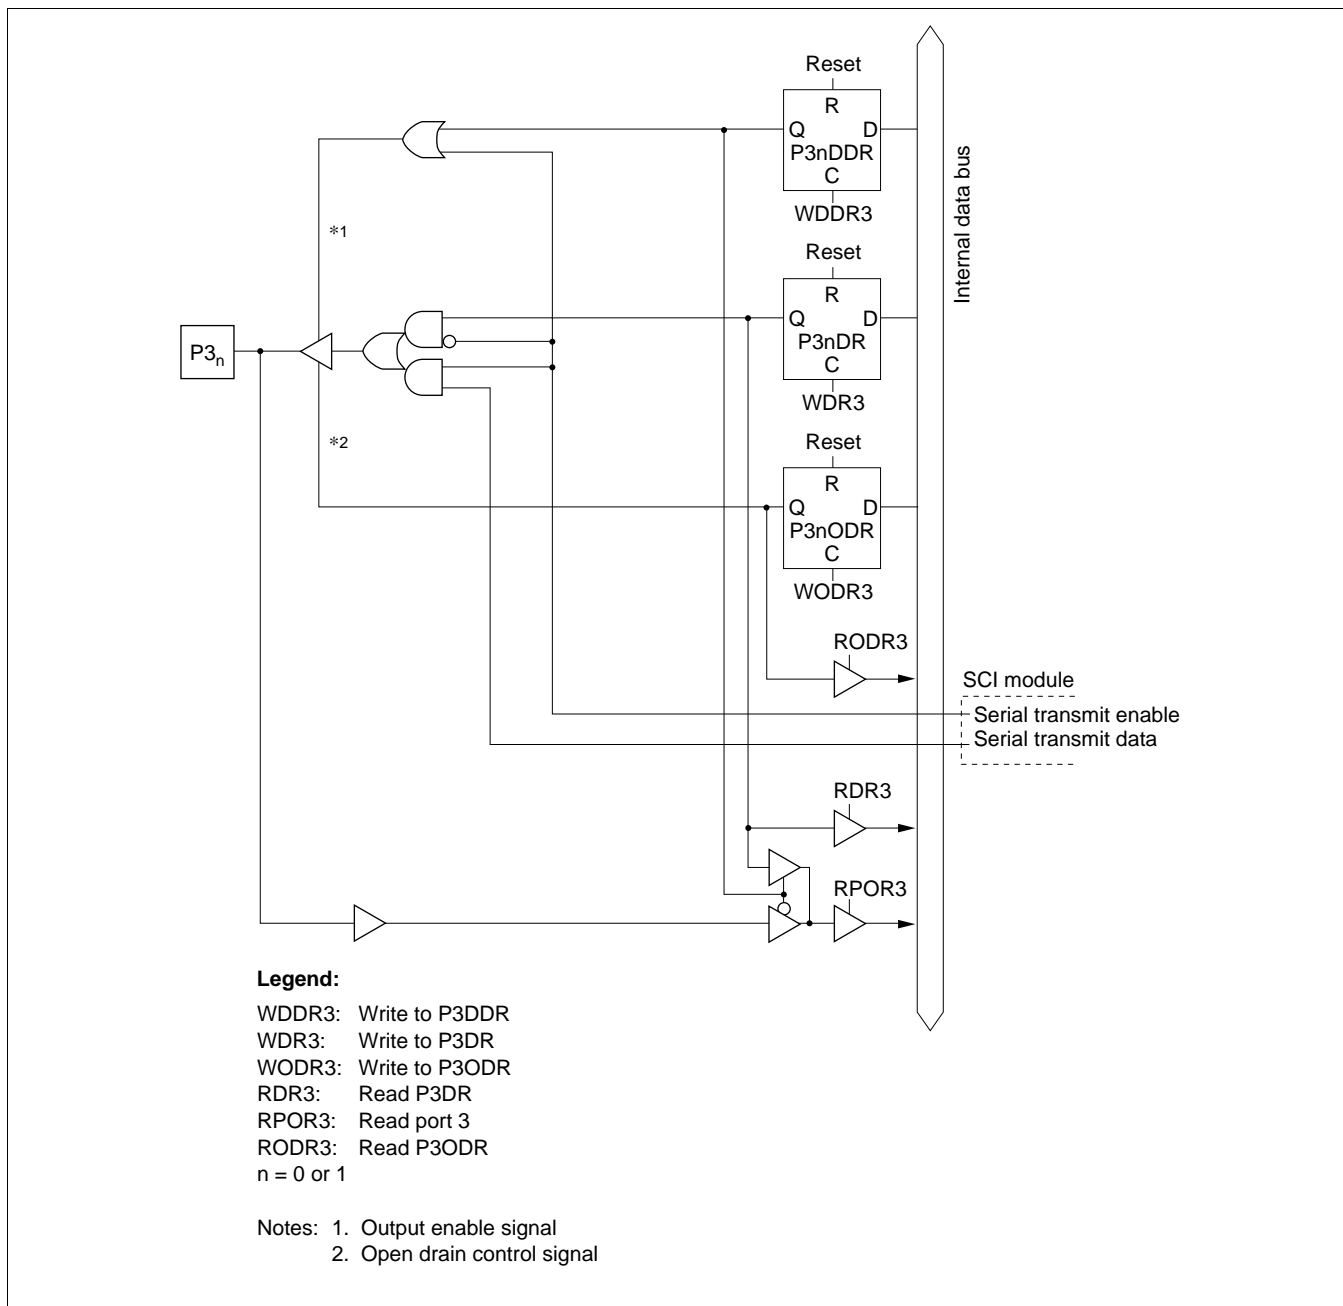 Reset
R
Q D
P3nDDR
C
WDDR3
Internal data bus
*1
Reset
R
Q D
P3nDR
C
WDR3
P3n
*2
Reset
R
Q D
P3nODR
C
WODR3
RODR3
SCI module
Serial transmit enable
Serial transmit data
RDR3
RPOR3
Legend:
WDDR3: Write to P3DDR
WDR3: Write to P3DR
WODR3: Write to P3ODR
RDR3: Read P3DR
RPOR3: Read port 3
RODR3: Read P3ODR
n = 0 or 1
Notes: 1. Output enable signal
2. Open drain control signal